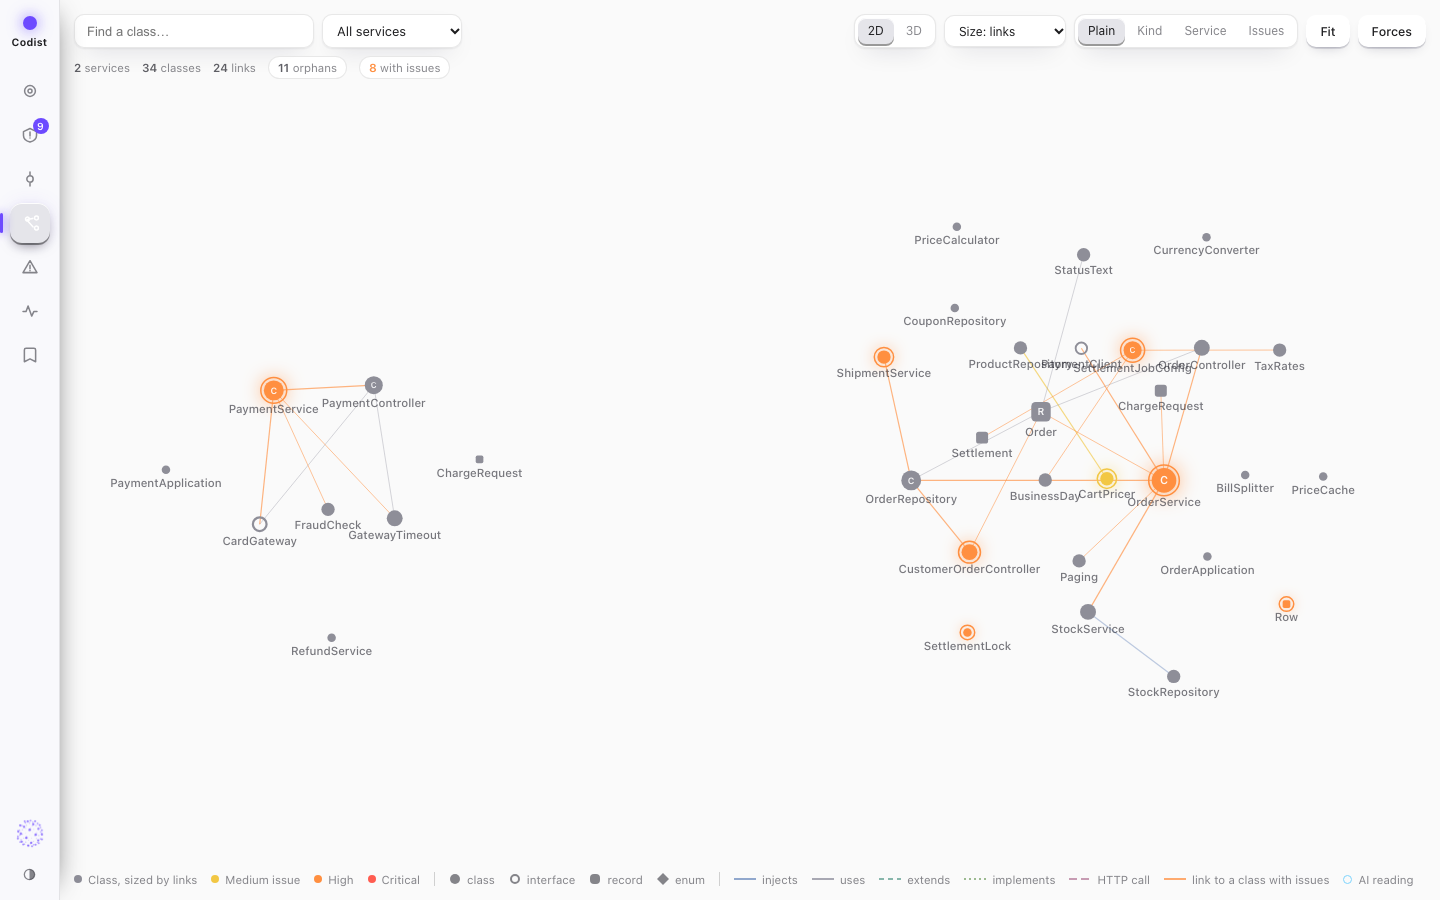 Codist
Find a class...
All services
2D 3D
Size: links
Plain Kind Service Issues
Fit
Forces
2 services 34 classes 24 links 11 orphans 8 with issues
9
PriceCalculator
CurrencyConverter
StatusText
CouponRepository
ShipmentService
ProductRepository
PaymentClient
C
SettlementJobConfig
OrderController
TaxRates
C
PaymentService
C
PaymentController
ChargeRequest
R
Order
Settlement
PaymentApplication
ChargeRequest
C
OrderRepository
BusinessDay
CartPricer
C
OrderService
BillSplitter
PriceCache
CardGateway
FraudCheck
GatewayTimeout
CustomerOrderController
Paging
OrderApplication
Row
StockService
SettlementLock
RefundService
StockRepository
Class, sized by links Medium issue High Critical class interface record enum injects uses extends implements HTTP call link to a class with issues AI reading